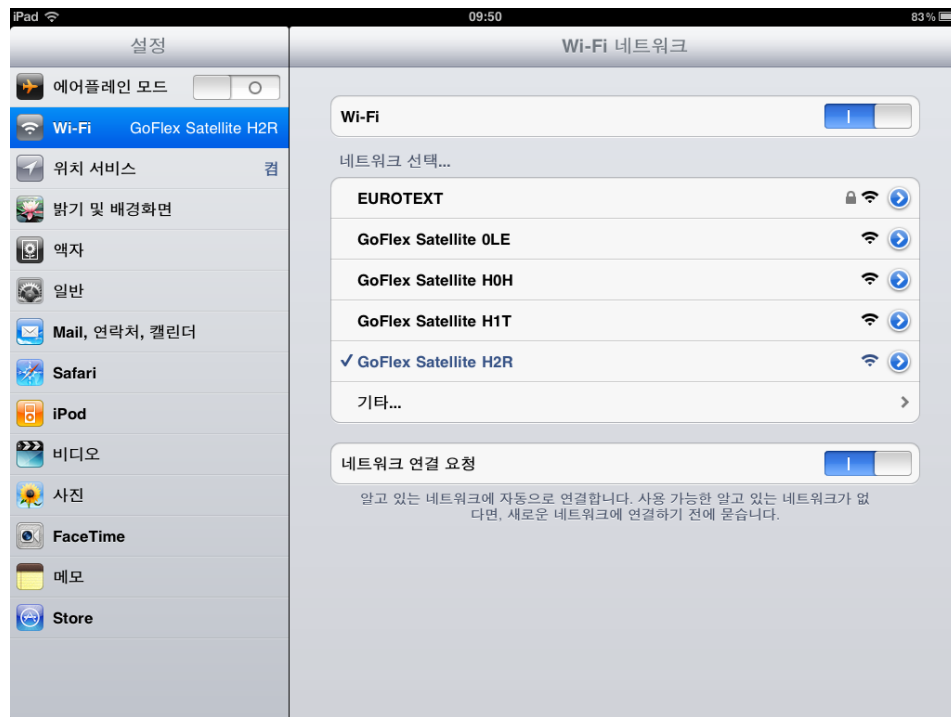 iPad
09:50
83%
설정
에어플레인 모드
Wi-Fi GoFlex Satellite H2R
위치 서비스 켬
밝기 및 배경화면
액자
일반
Mail, 연락처, 캘린더
Safari
iPod
비디오
사진
FaceTime
메모
Store
Wi-Fi 네트워크
Wi-Fi
네트워크 선택...
EUROTEXT
GoFlex Satellite 0LE
GoFlex Satellite H0H
GoFlex Satellite H1T
GoFlex Satellite H2R
기타...
네트워크 연결 요청
알고 있는 네트워크에 자동으로 연결합니다. 사용 가능한 알고 있는 네트워크가 없
다면, 새로운 네트워크에 연결하기 전에 묻습니다.